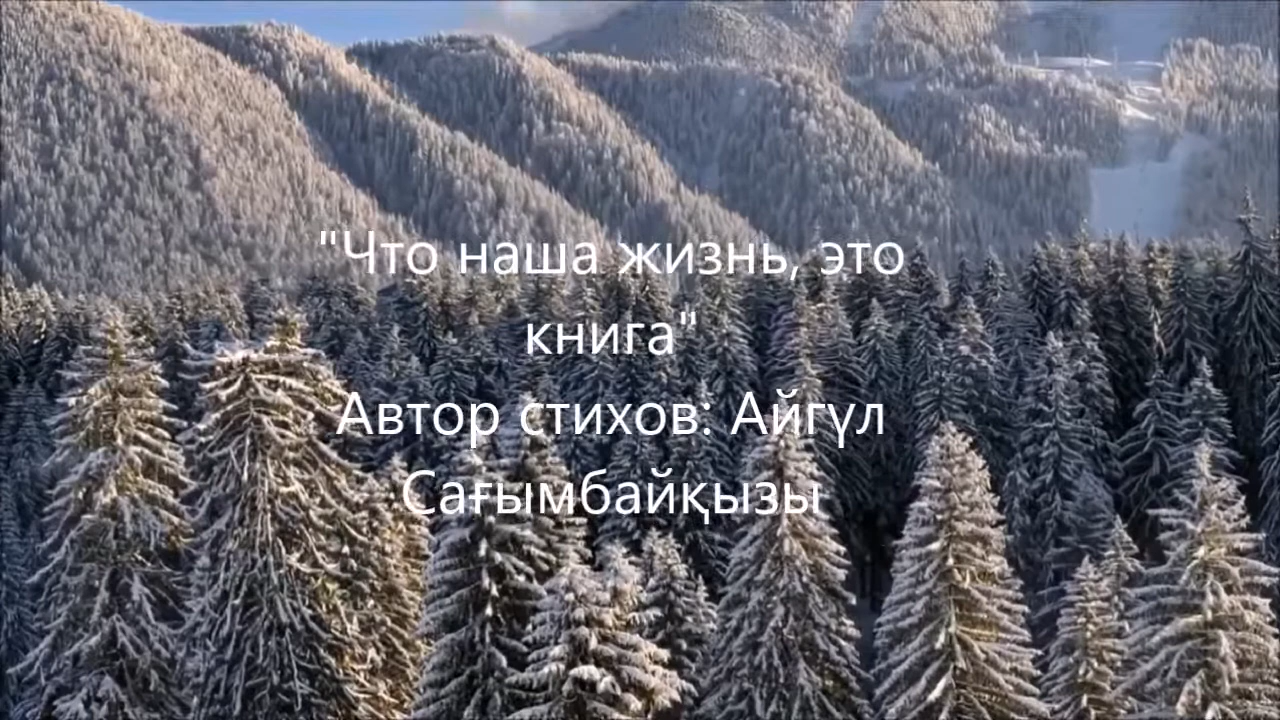 "Что наша жизнь, это
книга"
Автор стихов: Айгүл
Сағымбайқызы